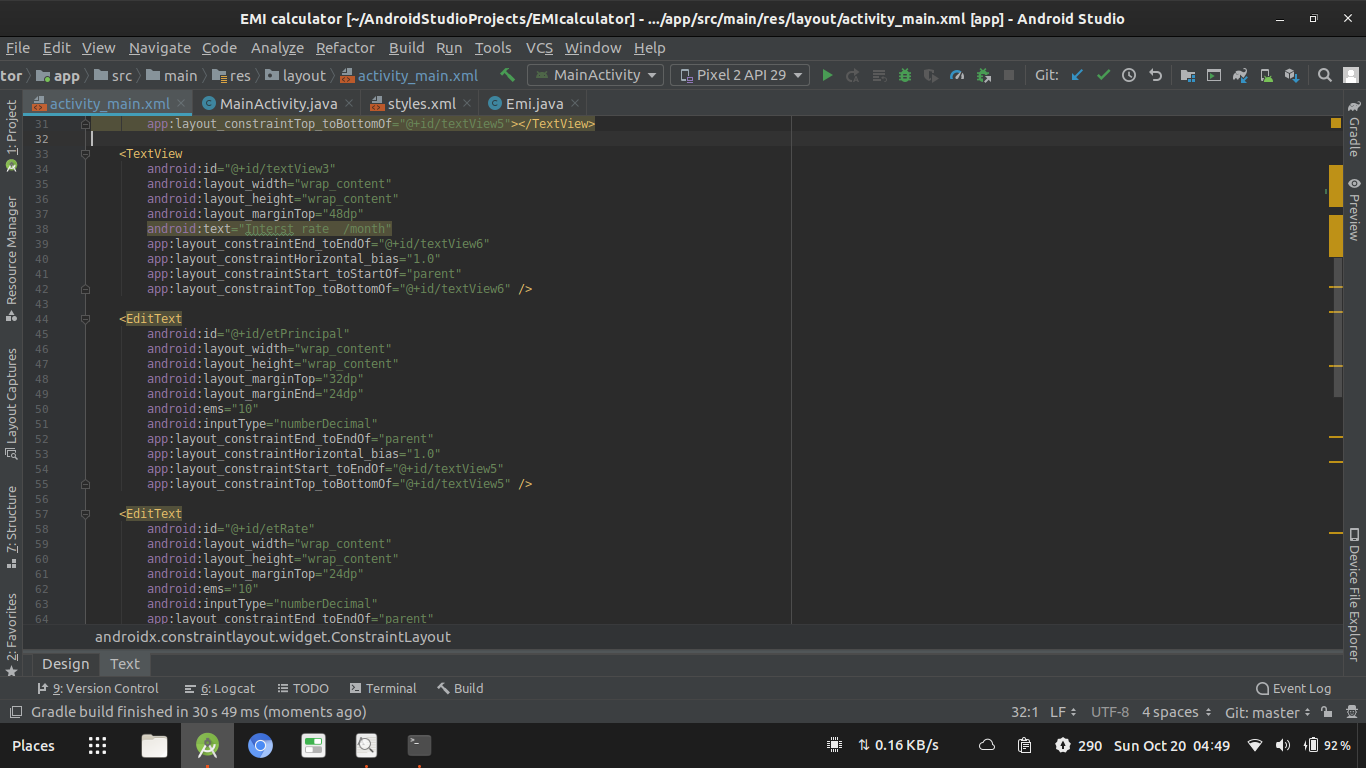 EMI calculator [~/AndroidStudioProjects/EMIcalculator] - .../app/src/main/res/layout/activity_main.xml [app] - Android Studio
File Edit View Navigate Code Analyze Refactor Build Run Tools VCS Window Help
tor app src main res layout activity_main.xml MainActivity Pixel 2 API 29 Git:
activity_main.xml MainActivity.java styles.xml Emi.java
1: Project
Resource Manager
Layout Captures
7: Structure
2: Favorites
31 app:layout_constraintTop_toBottomOf="@+id/textView5"></TextView>
32
33 <TextView
34 android:id="@+id/textView3"
35 android:layout_width="wrap_content"
36 android:layout_height="wrap_content"
37 android:layout_marginTop="48dp"
38 android:text="Interst rate  /month"
39 app:layout_constraintEnd_toEndOf="@+id/textView6"
40 app:layout_constraintHorizontal_bias="1.0"
41 app:layout_constraintStart_toStartOf="parent"
42 app:layout_constraintTop_toBottomOf="@+id/textView6" />
43
44 <EditText
45 android:id="@+id/etPrincipal"
46 android:layout_width="wrap_content"
47 android:layout_height="wrap_content"
48 android:layout_marginTop="32dp"
49 android:layout_marginEnd="24dp"
50 android:ems="10"
51 android:inputType="numberDecimal"
52 app:layout_constraintEnd_toEndOf="parent"
53 app:layout_constraintHorizontal_bias="1.0"
54 app:layout_constraintStart_toEndOf="@+id/textView5"
55 app:layout_constraintTop_toBottomOf="@+id/textView5" />
56
57 <EditText
58 android:id="@+id/etRate"
59 android:layout_width="wrap_content"
60 android:layout_height="wrap_content"
61 android:layout_marginTop="24dp"
62 android:ems="10"
63 android:inputType="numberDecimal"
64 app:layout_constraintEnd_toEndOf="parent"
Gradle
Preview
Device File Explorer
androidx.constraintlayout.widget.ConstraintLayout
Design Text
9: Version Control 6: Logcat TODO Terminal Build Event Log
Gradle build finished in 30 s 49 ms (moments ago) 32:1 LF UTF-8 4 spaces Git: master
Places 0.16 KB/s 290 Sun Oct 20 04:49 92 %